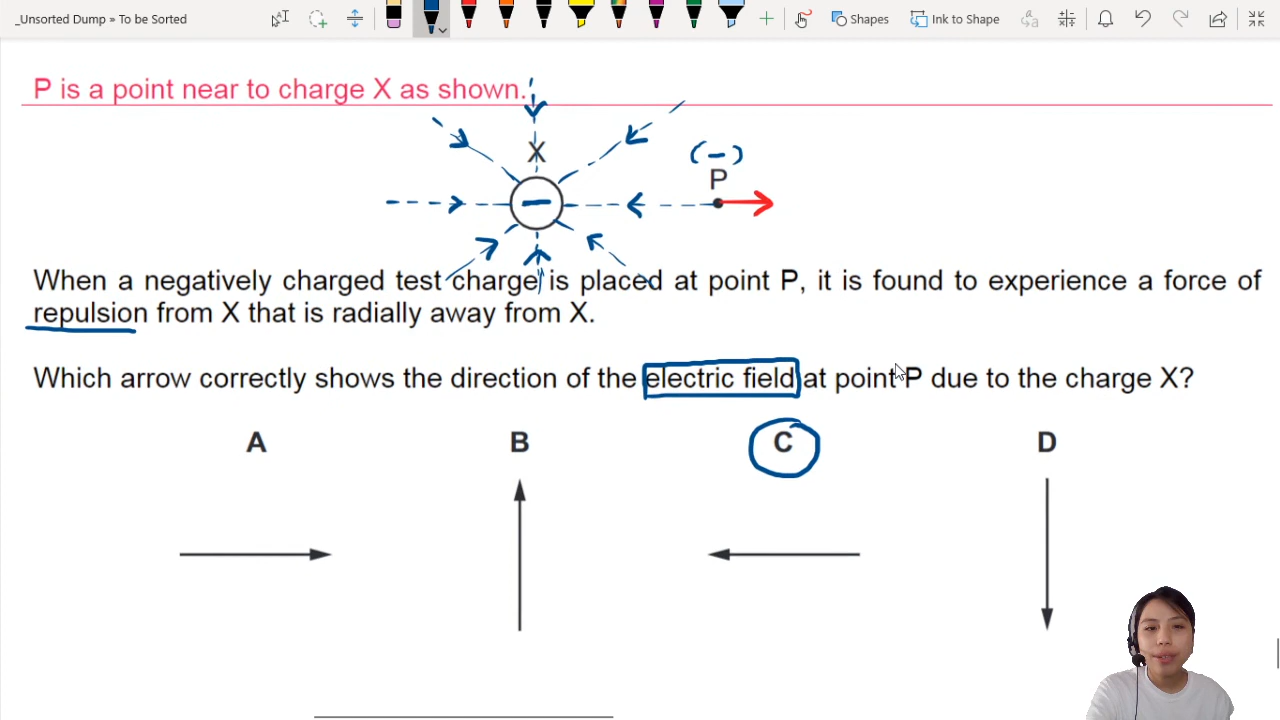 _Unsorted Dump » To be Sorted
Shapes
Ink to Shape
P is a point near to charge X as shown.
(−)
X
P
−
When a negatively charged test charge is placed at point P, it is found to experience a force of
repulsion from X that is radially away from X.
Which arrow correctly shows the direction of the electric field at point P due to the charge X?
A B C D